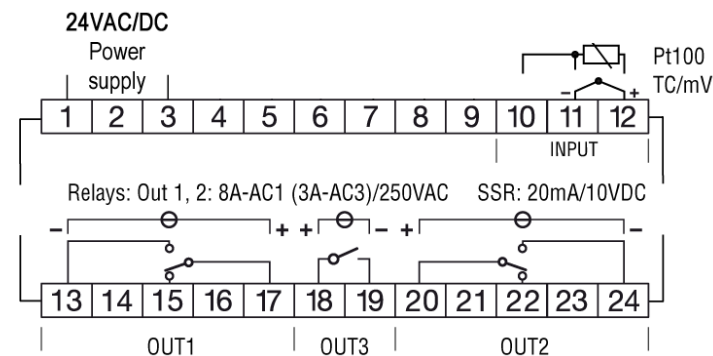 24VAC/DC
Power
supply
Pt100
TC/mV
− +
1 2 3 4 5 6 7 8 9 10 11 12
INPUT
Relays: Out 1, 2: 8A-AC1 (3A-AC3)/250VAC SSR: 20mA/10VDC
− + + − + −
13 14 15 16 17 18 19 20 21 22 23 24
OUT1 OUT3 OUT2